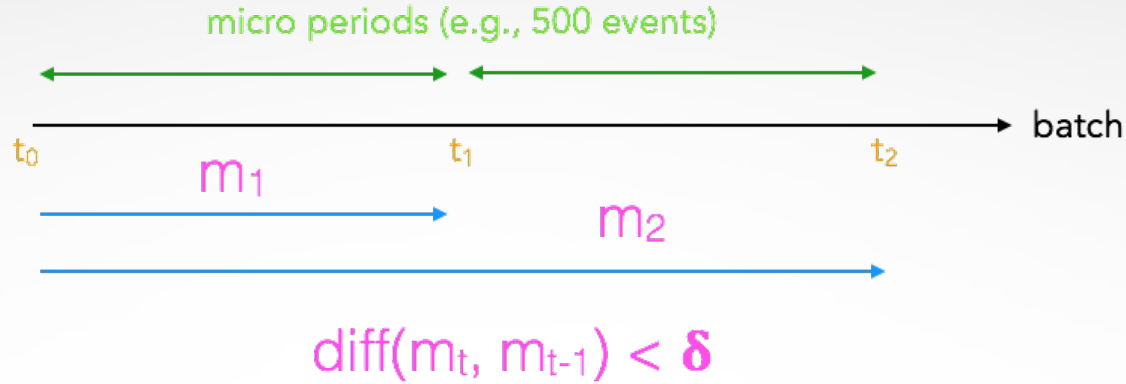 micro periods (e.g., 500 events)
batch
t₀ t₁ t₂
m₁
m₂
diff(mₜ, mₜ₋₁) < δ